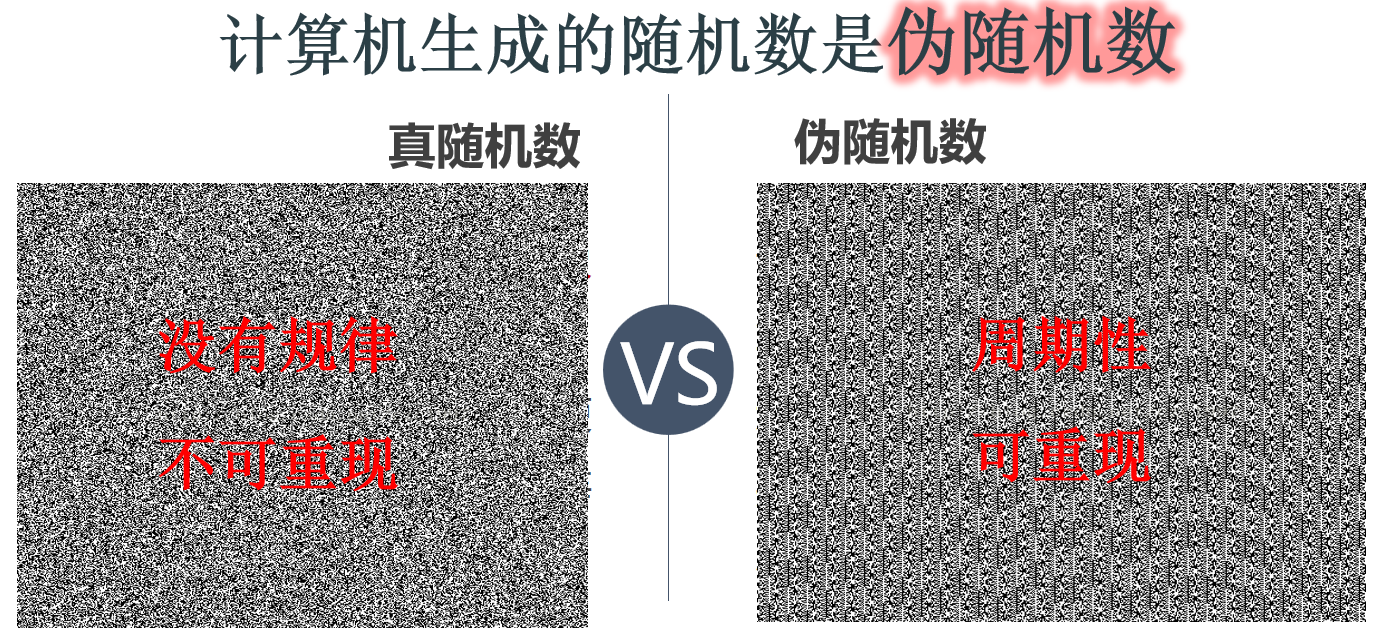 计算机生成的随机数是伪随机数
真随机数
没有规律
不可重现
VS
伪随机数
周期性
可重现